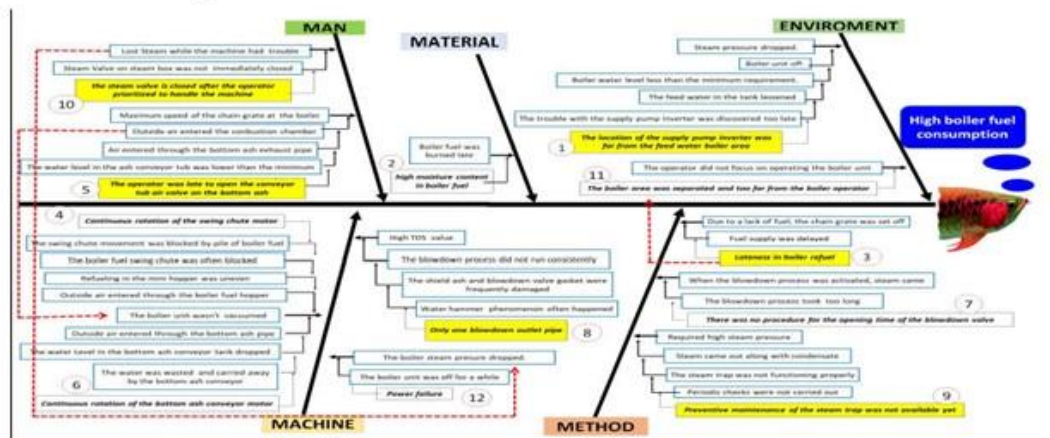 MAN
MATERIAL
ENVIROMENT
Lost Steam while the machine had trouble
Steam Valve on steam box was not immediately closed
the steam valve is closed after the operator
prioritized to handle the machine
10
Maximum speed of the chain grate at the boiler
Outside air entered the combustion chamber
Air entered through the bottom ash exhaust pipe
The water level in the ash conveyor tub was lower than the minimum
The operator was late to open the conveyor
tub air valve on the bottom ash
5
Boiler fuel was
burned late
2
high moisture content
in boiler fuel
Steam pressure dropped.
Boiler unit off
Boiler water level less than the minimum requirement.
The feed water in the tank lessened
The trouble with the supply pump inverter was discovered too late
The location of the supply pump inverter was
far from the feed water boiler area
1
11
The operator did not focus on operating the boiler unit
The boiler area was separated and too far from the boiler operator
High boiler fuel
consumption
4
Continuous rotation of the swing chute motor
The swing chute movement was blocked by pile of boiler fuel
The boiler fuel swing chute was often blocked
Refueling in the mini hopper was uneven
Outside air entered through the boiler fuel hopper
The boiler unit wasn't vacuumed
Outside air entered through the bottom ash pipe
The water Level in the bottom ash conveyor tank dropped
The water was wasted and carried away
by the bottom ash conveyor
6
Continuous rotation of the bottom ash conveyor motor
High TDS value
The blowdown process did not run consistently
The shield ash and blowdown valve gasket were
frequently damaged
Water hammer phenomenon often happened
Only one blowdown outlet pipe
8
The boiler steam presure dropped.
The boiler unit was off for a while
Power failure
12
Due to a lack of fuel, the chain grate was set off
Fuel supply was delayed
Lateness in boiler refuel
3
When the blowdown process was activated, steam came
The blowdown process took too long
7
There was no procedure for the opening time of the blowdown valve
Required high steam pressure
Steam came out along with condensate
The steam trap was not functioning properly
Periodic checks were not carried out
9
Preventive maintenance of the steam trap was not available yet
MACHINE
METHOD